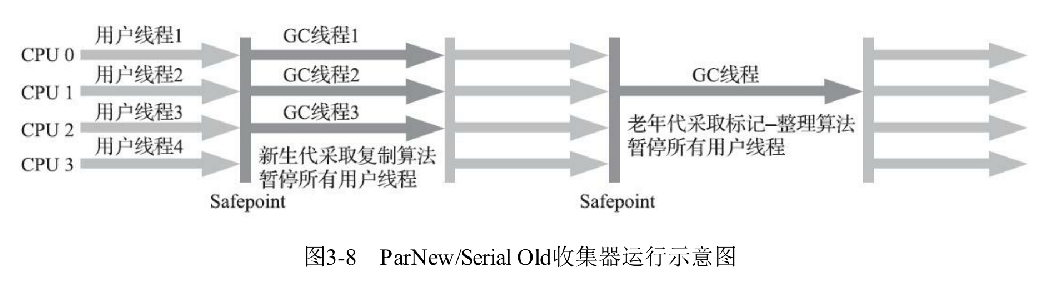 用户线程1 GC线程1
CPU 0
用户线程2 GC线程2 GC线程
CPU 1
用户线程3 GC线程3
CPU 2
用户线程4
CPU 3
新生代采取复制算法
暂停所有用户线程
老年代采取标记–整理算法
暂停所有用户线程
Safepoint Safepoint
图3-8 ParNew/Serial Old收集器运行示意图